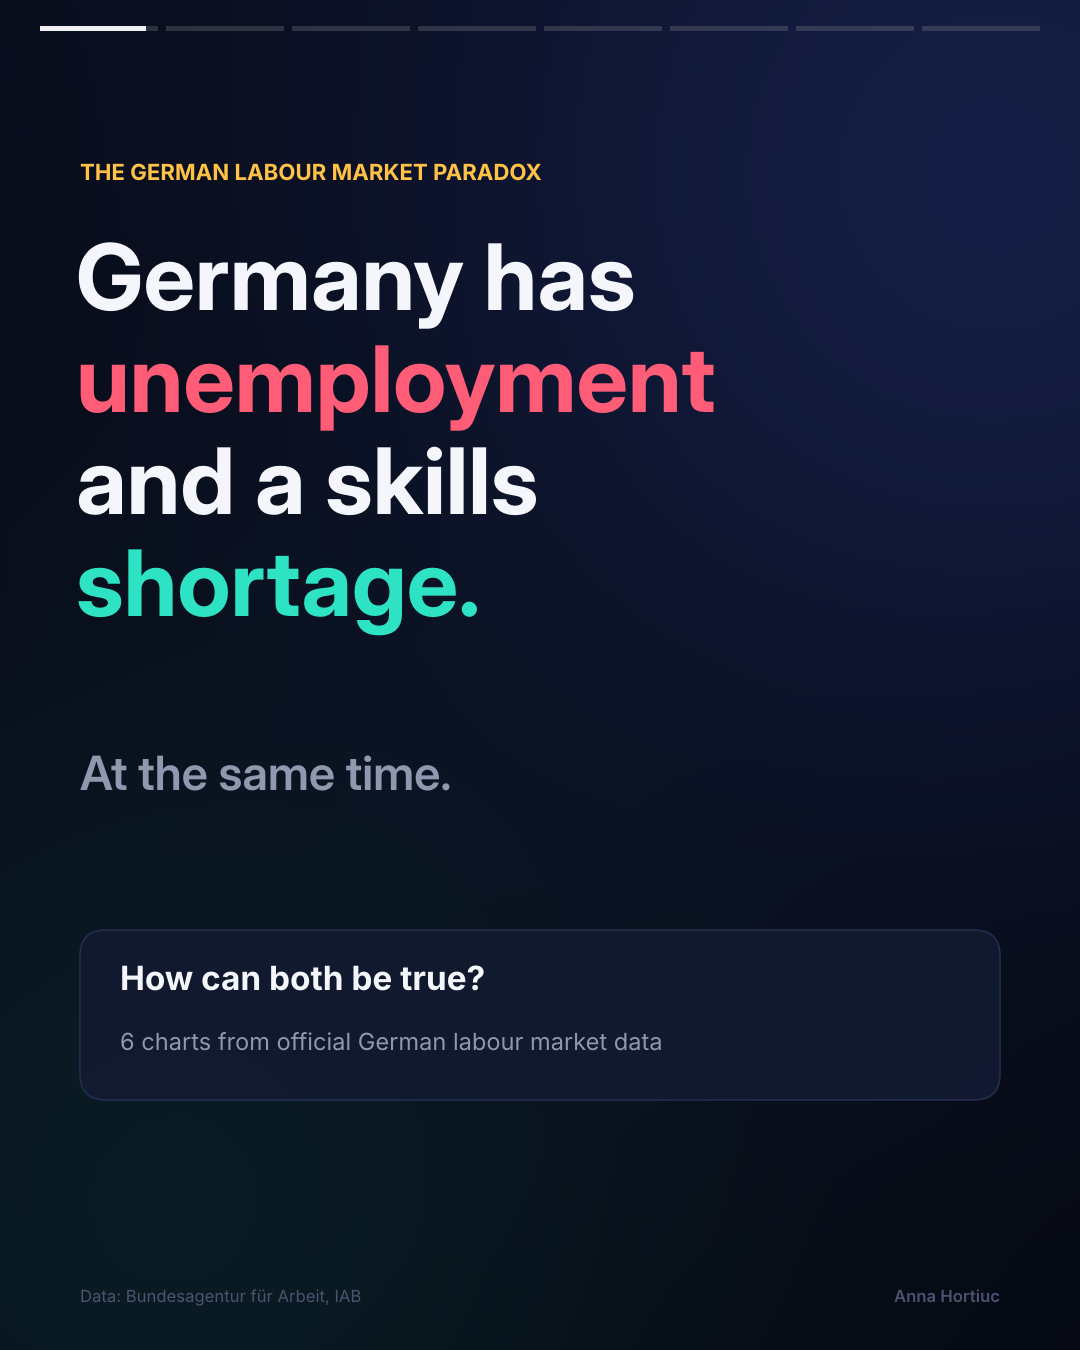 THE GERMAN LABOUR MARKET PARADOX
Germany has
unemployment
and a skills
shortage.
At the same time.
How can both be true?
6 charts from official German labour market data
Data: Bundesagentur für Arbeit, IAB
Anna Hortiuc